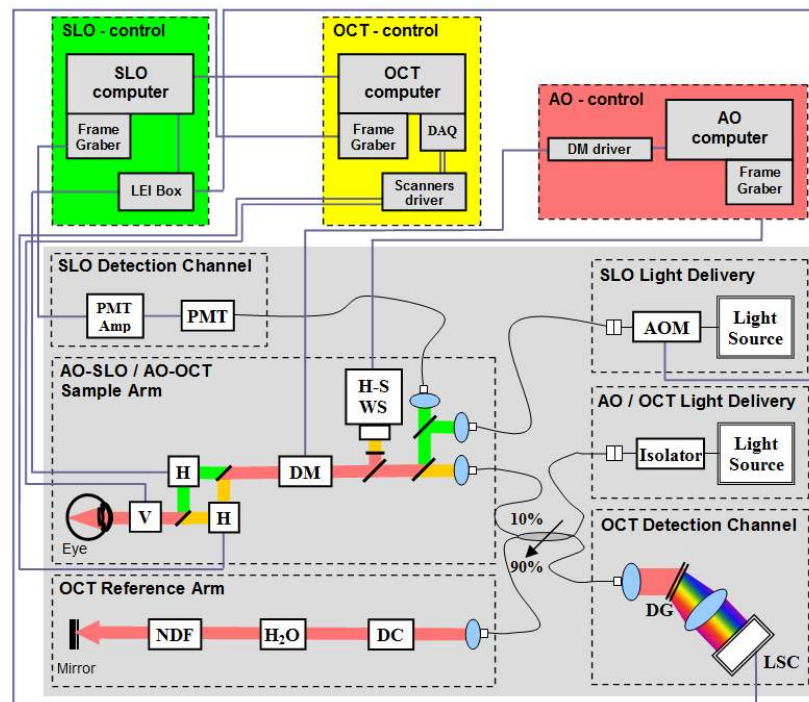 SLO - control
SLO
computer
Frame
Graber
LEI Box
OCT - control
OCT
computer
Frame
Graber
DAQ
Scanners
driver
AO - control
AO
computer
DM driver
Frame
Graber
SLO Detection Channel
PMT
Amp
PMT
SLO Light Delivery
AOM
Light
Source
AO-SLO / AO-OCT
Sample Arm
H-S
WS
H
DM
V
H
Eye
AO / OCT Light Delivery
Isolator
Light
Source
10%
90%
OCT Detection Channel
DG
LSC
OCT Reference Arm
NDF
H₂O
DC
Mirror